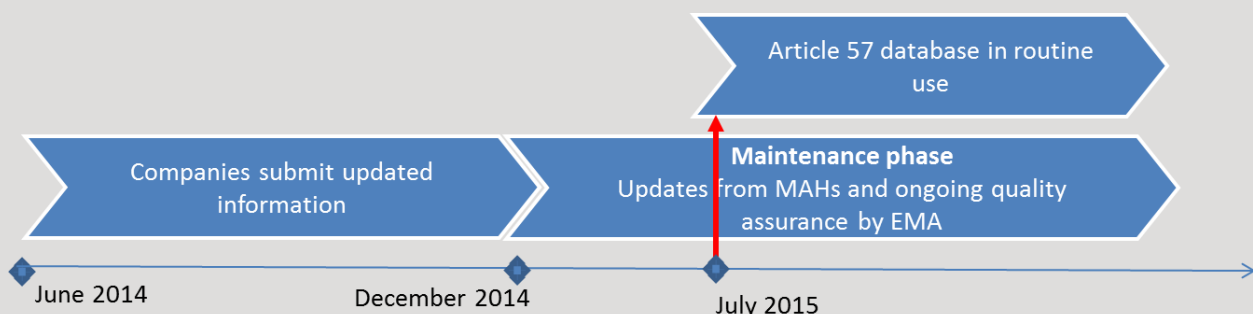 Article 57 database in routine
use
Companies submit updated
information
Maintenance phase
Updates from MAHs and ongoing quality
assurance by EMA
June 2014
December 2014
July 2015